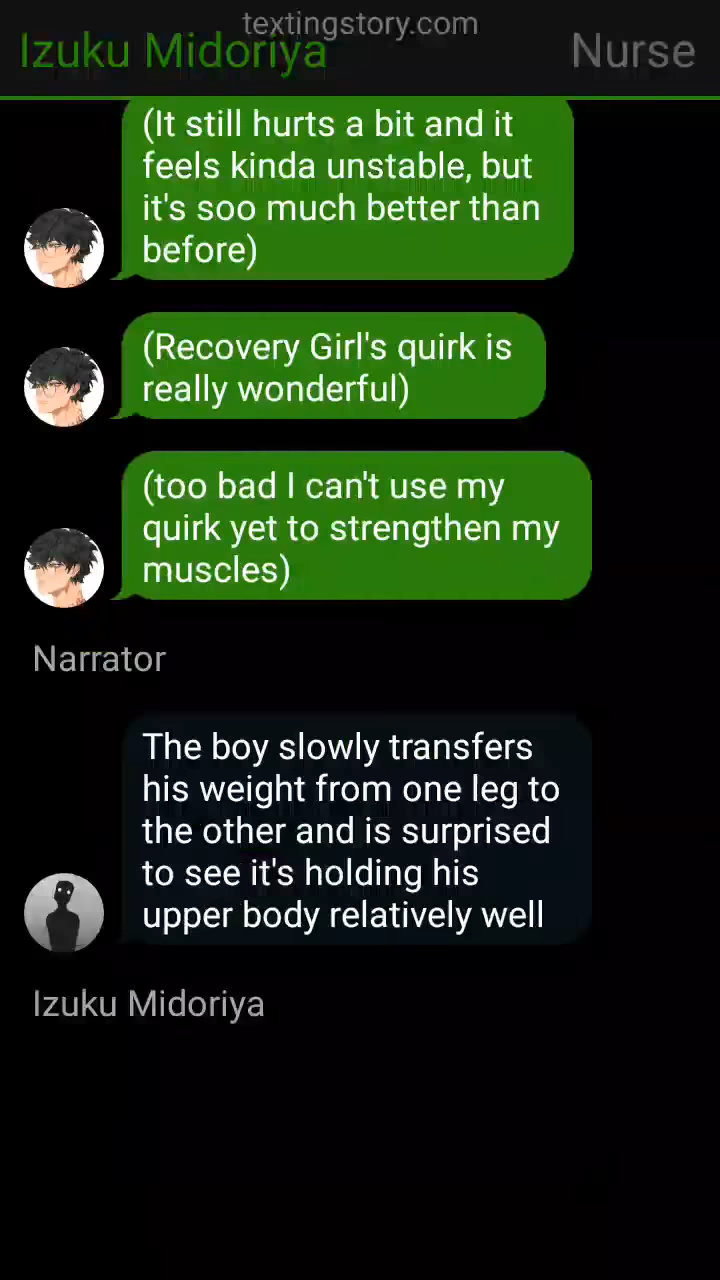 textingstory.com
Izuku Midoriya
Nurse
(It still hurts a bit and it
feels kinda unstable, but
it's soo much better than
before)
(Recovery Girl's quirk is
really wonderful)
(too bad I can't use my
quirk yet to strengthen my
muscles)
Narrator
The boy slowly transfers
his weight from one leg to
the other and is surprised
to see it's holding his
upper body relatively well
Izuku Midoriya